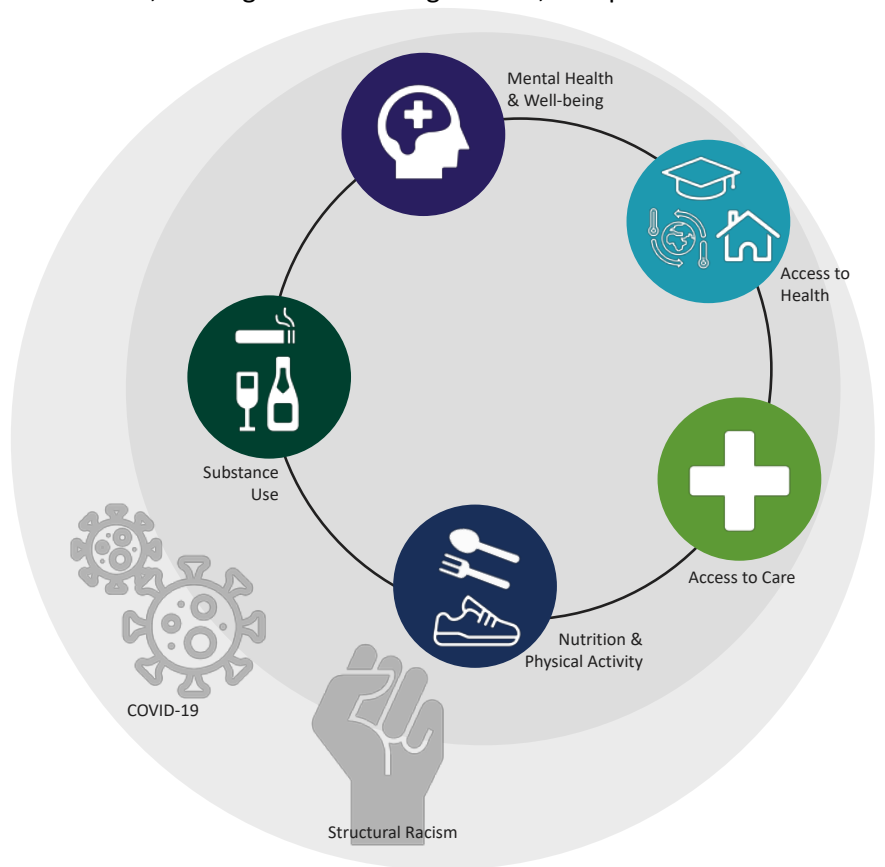 Mental Health
& Well-being
Access to
Health
Substance
Use
Access to Care
Nutrition &
Physical Activity
COVID-19
Structural Racism